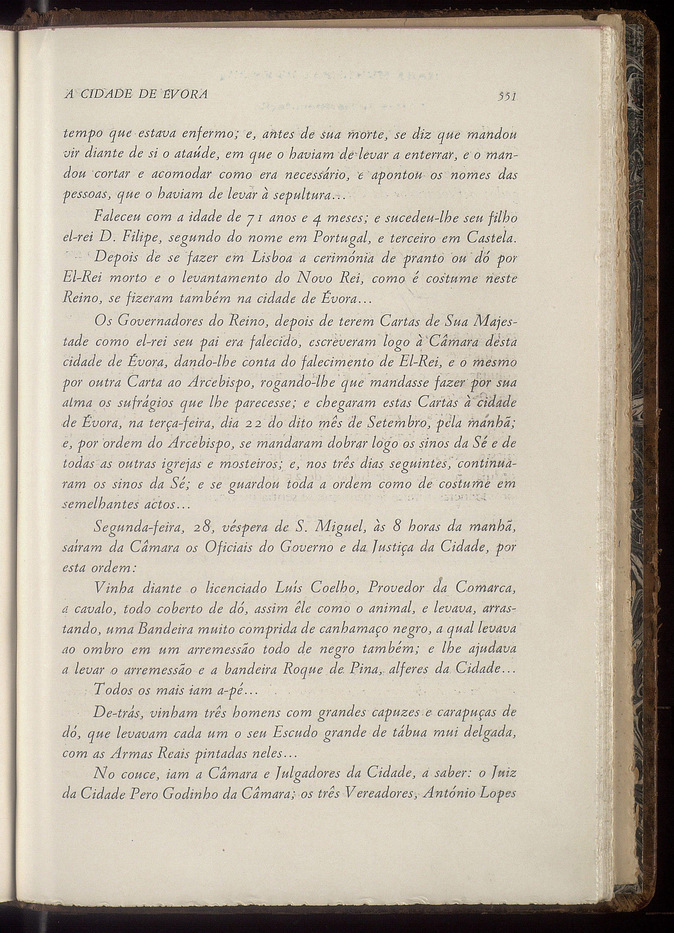 A CIDADE DE ÉVORA 551
tempo que estava enfermo; e, antes de sua morte, se diz que mandou
vir diante de si o ataúde, em que o haviam de levar a enterrar, e o man-
dou cortar e acomodar como era necessário, e apontou os nomes das
pessoas, que o haviam de levar à sepultura...
Faleceu com a idade de 71 anos e 4 meses; e sucedeu-lhe seu filho
el-rei D. Filipe, segundo do nome em Portugal, e terceiro em Castela.
Depois de se fazer em Lisboa a cerimónia de pranto ou dó por
El-Rei morto e o levantamento do Novo Rei, como é costume neste
Reino, se fizeram também na cidade de Évora...
Os Governadores do Reino, depois de terem Cartas de Sua Majes-
tade como el-rei seu pai era falecido, escreveram logo à Câmara desta
cidade de Évora, dando-lhe conta do falecimento de El-Rei, e o mesmo
por outra Carta ao Arcebispo, rogando-lhe que mandasse fazer por sua
alma os sufrágios que lhe parecesse; e chegaram estas Cartas à cidade
de Évora, na terça-feira, dia 22 do dito mês de Setembro, pela manhã;
e, por ordem do Arcebispo, se mandaram dobrar logo os sinos da Sé e de
todas as outras igrejas e mosteiros; e, nos três dias seguintes, continua-
ram os sinos da Sé; e se guardou toda a ordem como de costume em
semelhantes actos...
Segunda-feira, 28, véspera de S. Miguel, às 8 horas da manhã,
saíram da Câmara os Oficiais do Governo e da Justiça da Cidade, por
esta ordem:
Vinha diante o licenciado Luís Coelho, Provedor da Comarca,
a cavalo, todo coberto de dó, assim êle como o animal, e levava, arras-
tando, uma Bandeira muito comprida de canhamaço negro, a qual levava
ao ombro em um arremessão todo de negro também; e lhe ajudava
a levar o arremessão e a bandeira Roque de Pina, alferes da Cidade...
Todos os mais iam a-pé...
De-trás, vinham três homens com grandes capuzes e carapuças de
dó, que levavam cada um o seu Escudo grande de tábua mui delgada,
com as Armas Reais pintadas neles...
No couce, iam a Câmara e Julgadores da Cidade, a saber: o Juiz
da Cidade Pero Godinho da Câmara; os três Vereadores, António Lopes